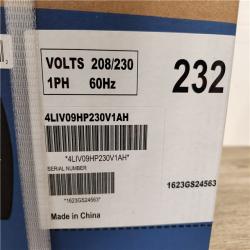 VOLTS 208/230
1PH 60Hz
232
4LIV09HP230V1AH
*4LIV09HP230V1AH*
SERIAL NUMBER
*1623GS24563*
1623GS24563
Made in China